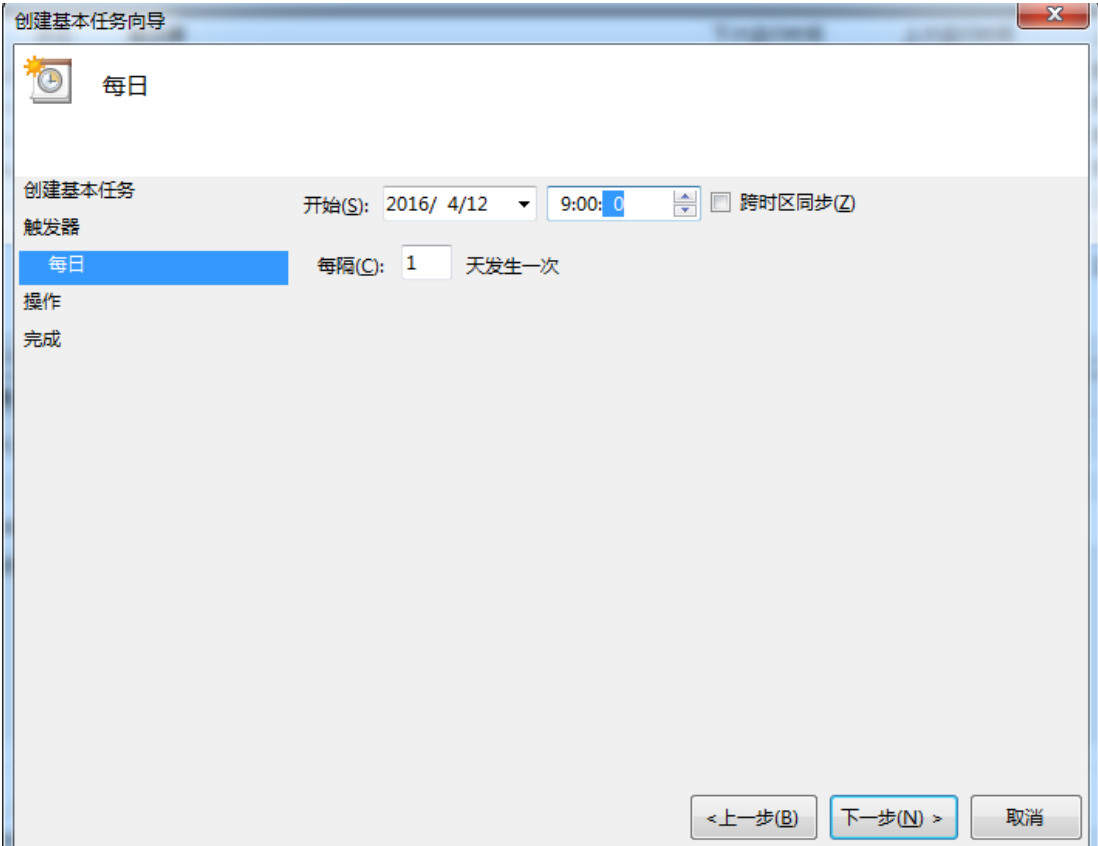 创建基本任务向导
每日
创建基本任务
触发器
每日
操作
完成
开始(S): 2016/ 4/12 9:00: 0 跨时区同步(Z)
每隔(C): 1 天发生一次
<上一步(B) 下一步(N) > 取消